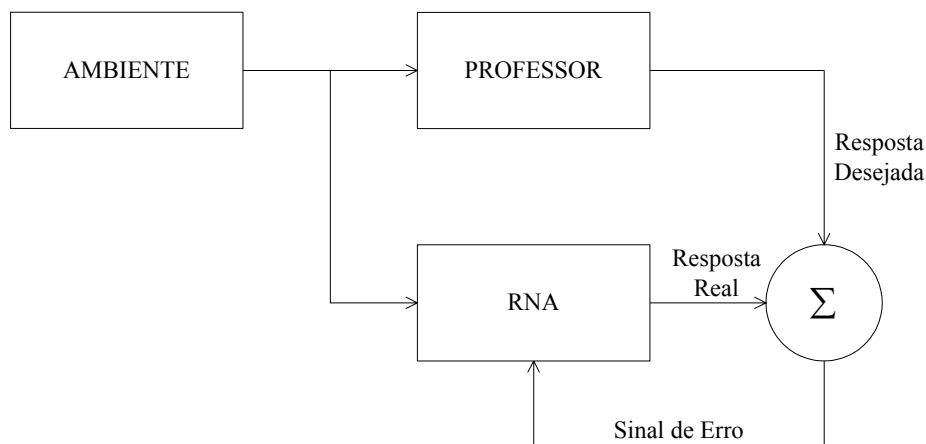 AMBIENTE
PROFESSOR
Resposta
Desejada
RNA
Resposta
Real
Σ
Sinal de Erro